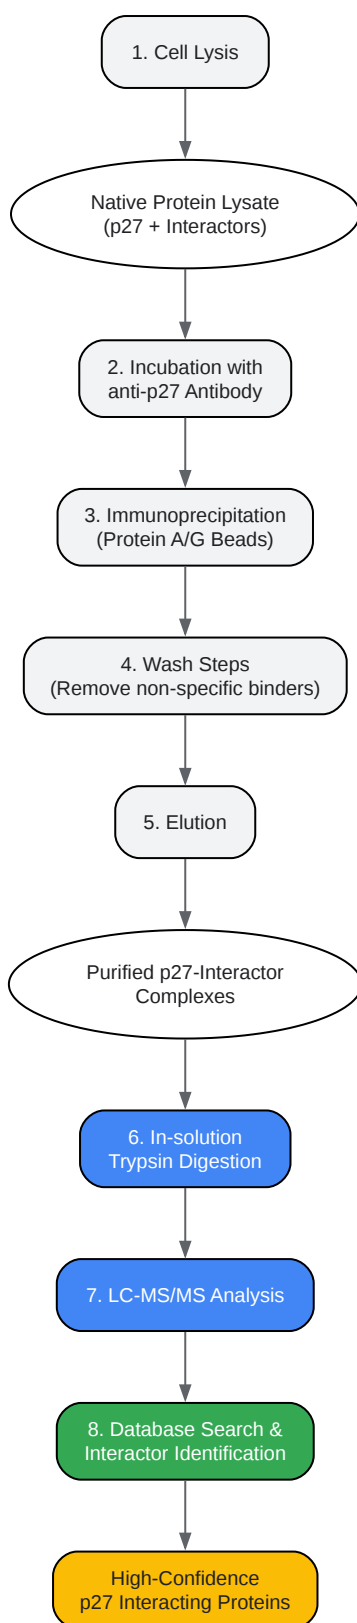 1. Cell Lysis
Native Protein Lysate
(p27 + Interactors)
2. Incubation with
anti-p27 Antibody
3. Immunoprecipitation
(Protein A/G Beads)
4. Wash Steps
(Remove non-specific binders)
5. Elution
Purified p27-Interactor
Complexes
6. In-solution
Trypsin Digestion
7. LC-MS/MS Analysis
8. Database Search &
Interactor Identification
High-Confidence
p27 Interacting Proteins